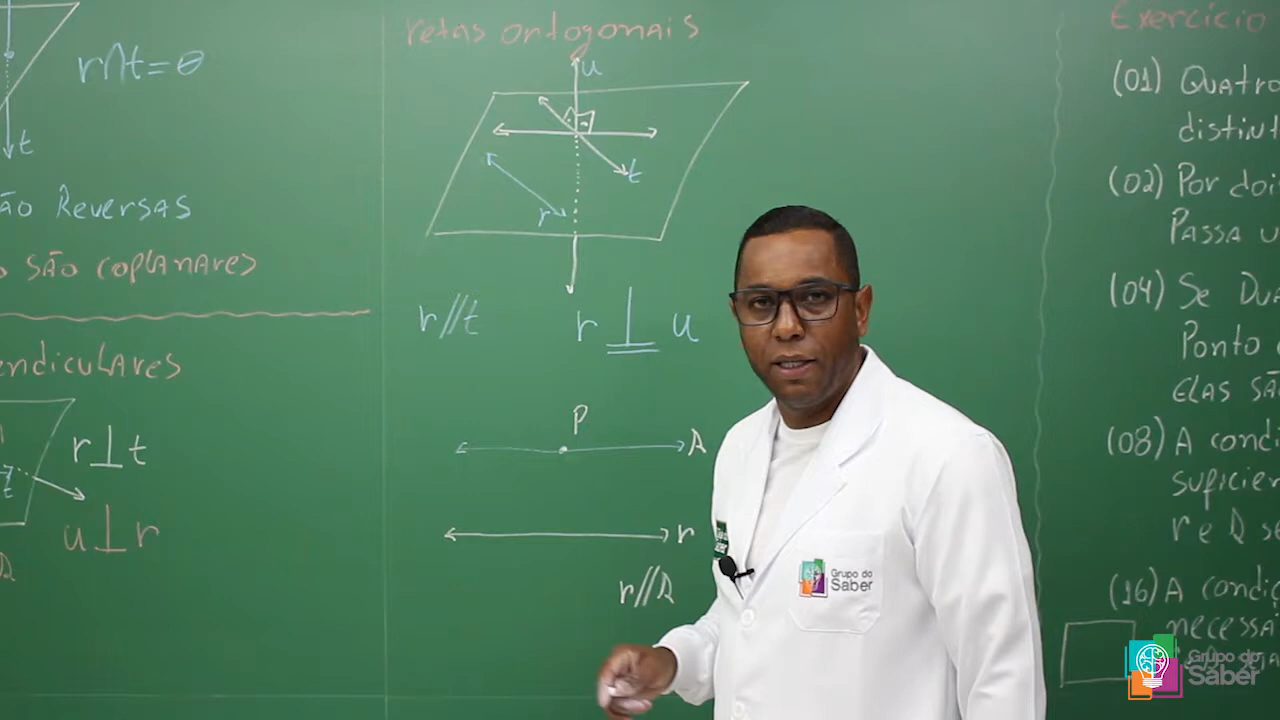 r∩t=∅
t
ão Reversas
o são coplanares
endiculares
r⊥t
t
u⊥r
retas ortogonais
u
t
r
r//t
r ⊥ u
P
r
r//s
Exercício
(01) Quatro
distint
(02) Por doi
Passa u
(04) Se Dua
Ponto
Elas sã
(08) A condi
suficien
r e s se
(16) A condiç
necessá
Grupo do
Saber
Grupo do
Saber